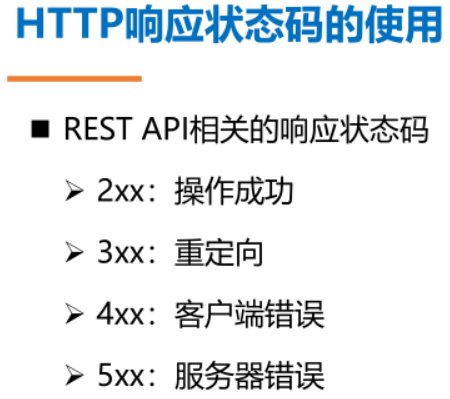 HTTP响应状态码的使用
■ REST API相关的响应状态码
➢ 2xx：操作成功
➢ 3xx：重定向
➢ 4xx：客户端错误
➢ 5xx：服务器错误